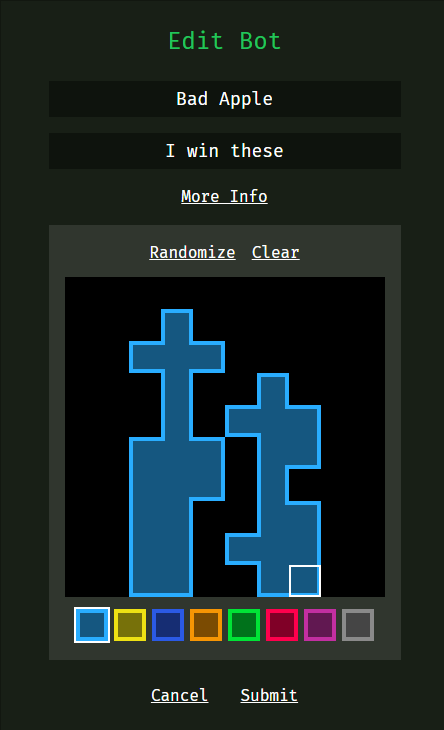 Edit Bot
Bad Apple
I win these
More Info
Randomize Clear
Cancel Submit